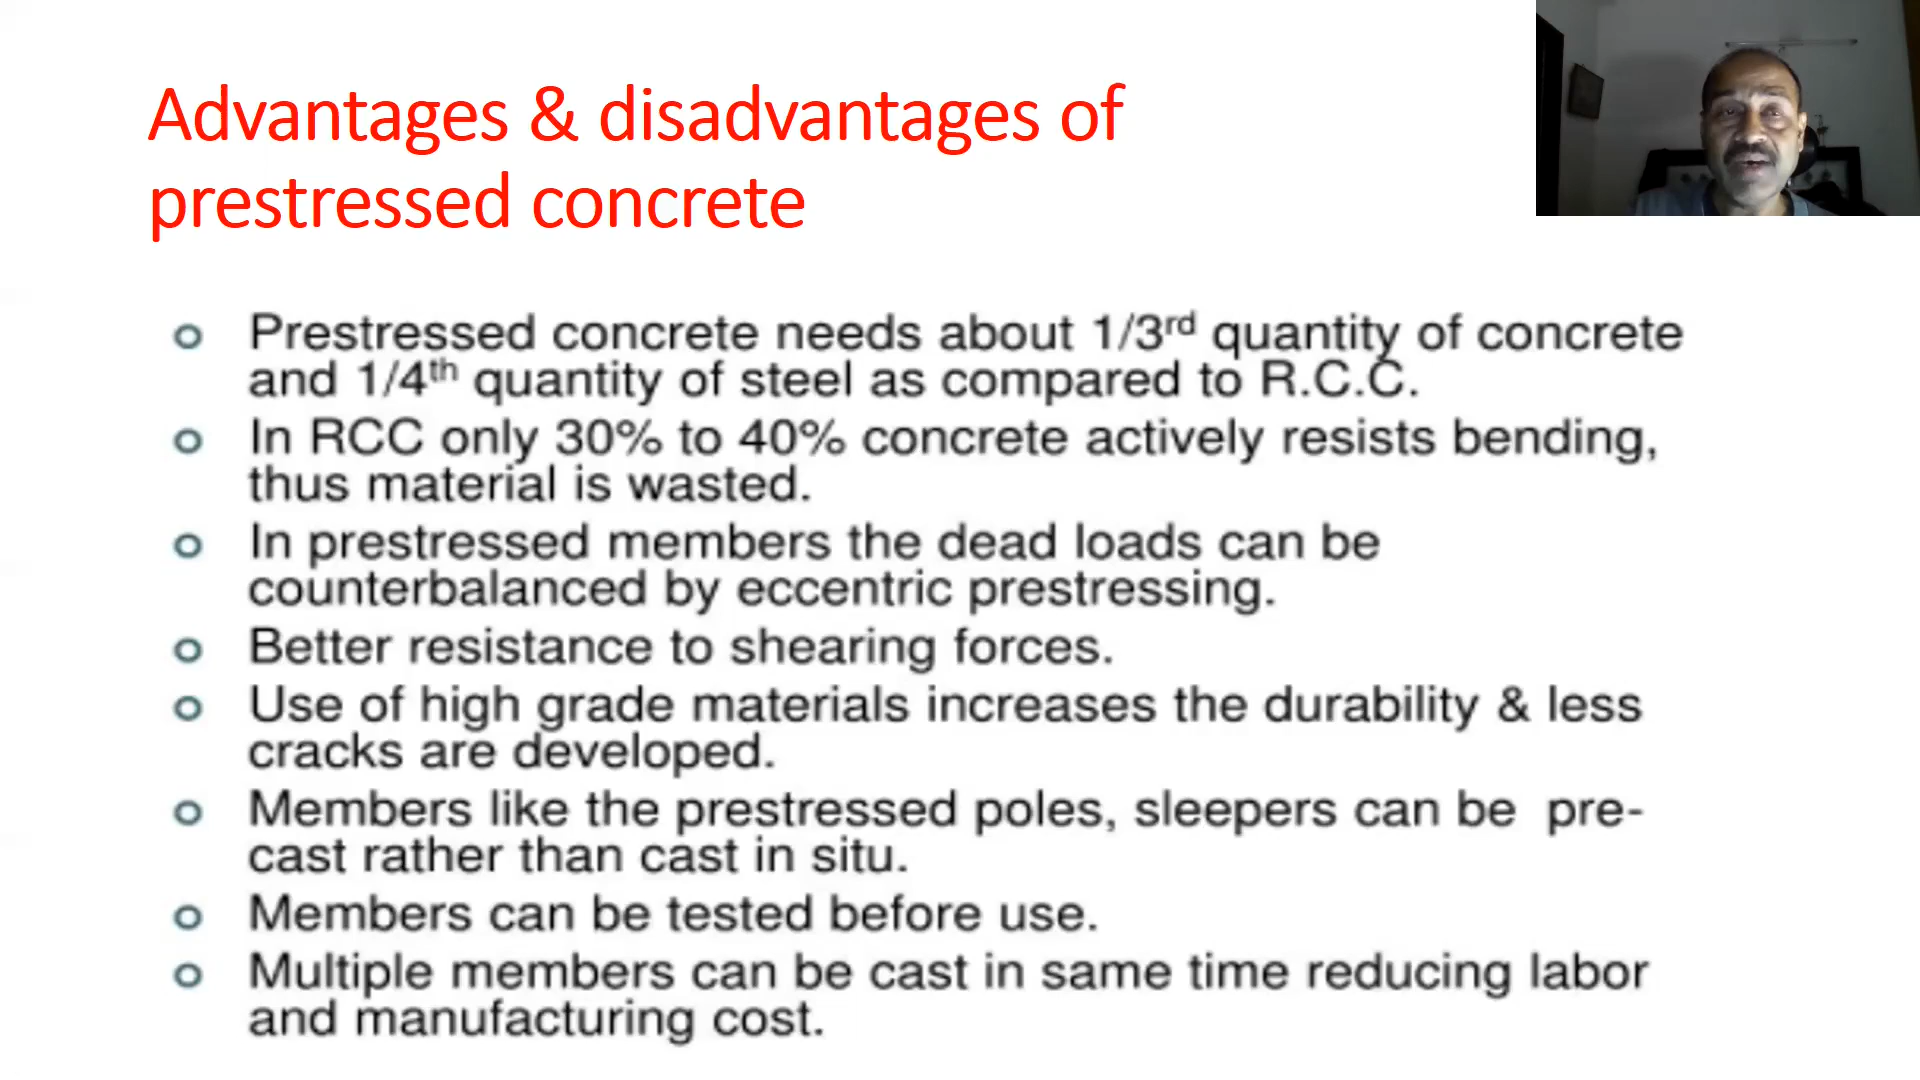 Advantages & disadvantages of
prestressed concrete
o Prestressed concrete needs about 1/3rd quantity of concrete
and 1/4th quantity of steel as compared to R.C.C.
o In RCC only 30% to 40% concrete actively resists bending,
thus material is wasted.
o In prestressed members the dead loads can be
counterbalanced by eccentric prestressing.
o Better resistance to shearing forces.
o Use of high grade materials increases the durability & less
cracks are developed.
o Members like the prestressed poles, sleepers can be pre-
cast rather than cast in situ.
o Members can be tested before use.
o Multiple members can be cast in same time reducing labor
and manufacturing cost.